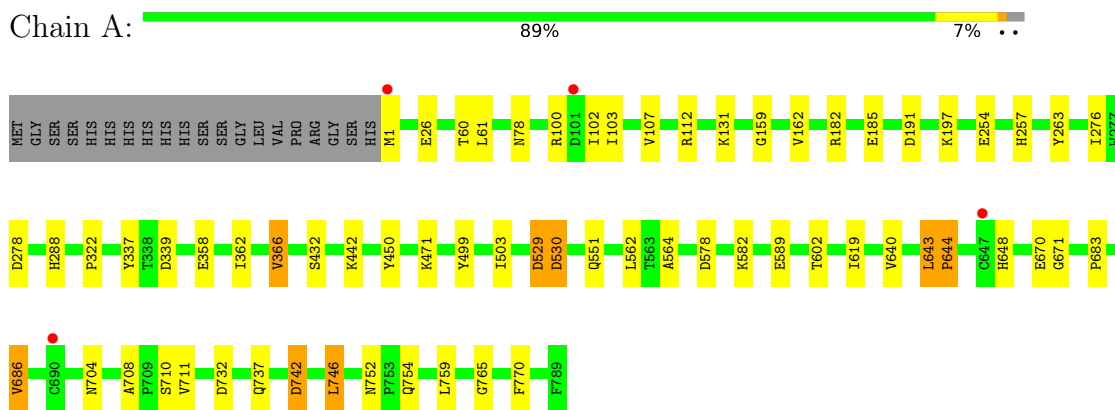 Chain A:
89% 7% • •
MET GLY SER SER HIS HIS HIS HIS HIS HIS SER SER GLY LEU VAL PRO ARG GLY SER HIS M1 E26 T60 L61 N78 R100 D101 I102 I103 V107 R112 K131 G159 V162 R182 E185 D191 K197 E254 H257 Y263 I276 W277
D278 H288 P322 Y337 T338 D339 E358 I362 V366 S432 K442 Y450 K471 Y499 I503 D529 D530 Q551 L562 T563 A564 D578 K582 E589 T602 I619 V640 L643 P644 C647 H648 E670 G671 P683
V686 C690 N704 A708 P709 S710 V711 D732 Q737 D742 L746 N752 P753 Q754 L759 G765 F770 F789